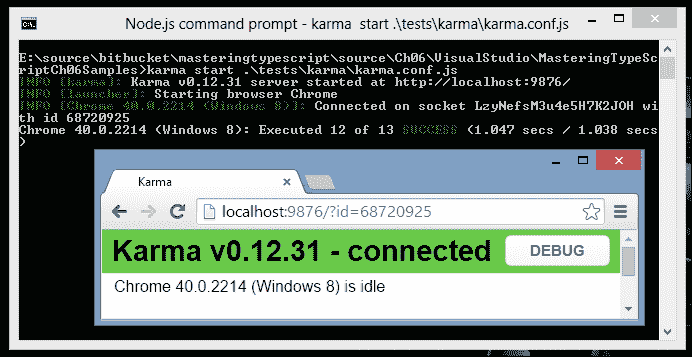 Node.js command prompt - karma start .\tests\karma\karma.conf.js
E:\source\bitbucket\masteringtypescript\source\Ch06\VisualStudio\MasteringTypeSc
riptCh06Samples>karma start .\tests\karma\karma.conf.js
INFO [karma]: Karma v0.12.31 server started at http://localhost:9876/
INFO [launcher]: Starting browser Chrome
INFO [Chrome 40.0.2214 (Windows 8)]: Connected on socket LzyNefsM3u4e5H7K2JOH wi
th id 68720925
Chrome 40.0.2214 (Windows 8): Executed 12 of 13 SUCCESS (1.047 secs / 1.038 secs
)
Karma
localhost:9876/?id=68720925
Karma v0.12.31 - connected
DEBUG
Chrome 40.0.2214 (Windows 8) is idle